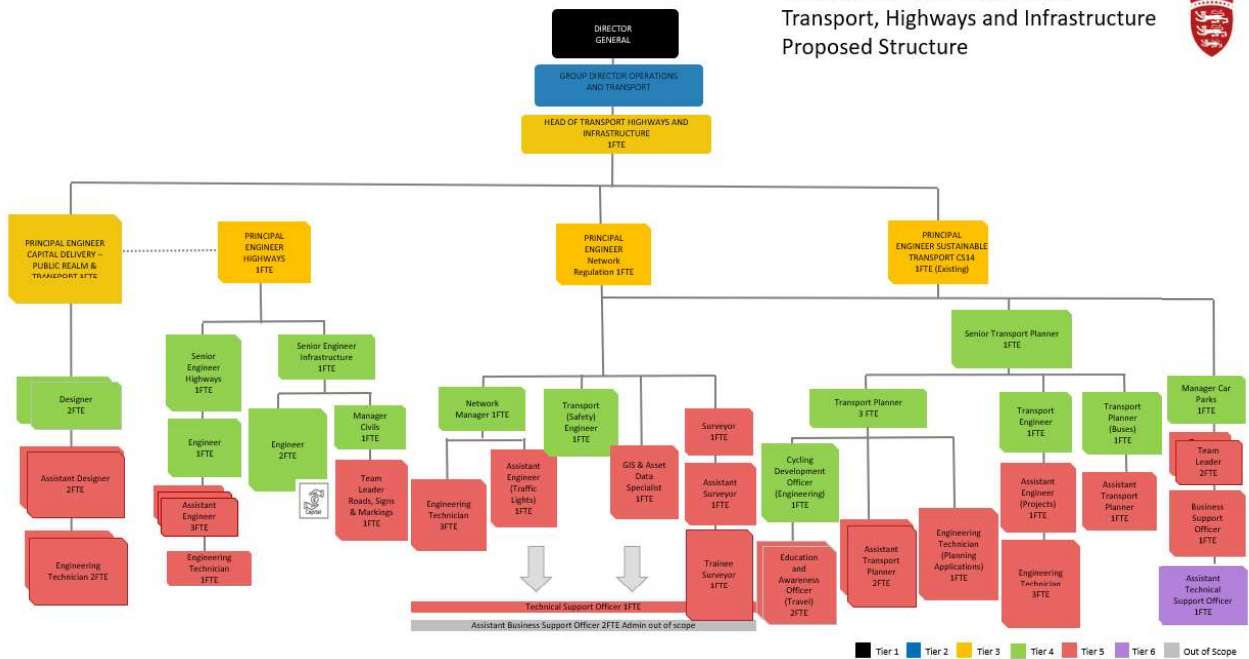 Transport, Highways and Infrastructure
Proposed Structure
DIRECTOR
GENERAL
GROUP DIRECTOR OPERATIONS
AND TRANSPORT
HEAD OF TRANSPORT HIGHWAYS AND
INFRASTRUCTURE
1FTE
PRINCIPAL ENGINEER
CAPITAL DELIVERY –
PUBLIC REALM &
TRANSPORT 1FTE
PRINCIPAL
ENGINEER
HIGHWAYS
1FTE
PRINCIPAL
ENGINEER
Network
Regulation 1FTE
PRINCIPAL
ENGINEER SUSTAINABLE
TRANSPORT CS14
1FTE (Existing)
Designer
2FTE
Assistant Designer
2FTE
Engineering
Technician 2FTE
Senior
Engineer
Highways
1FTE
Engineer
1FTE
Assistant
Engineer
3FTE
Engineering
Technician
1FTE
Senior Engineer
Infrastructure
1FTE
Engineer
2FTE
Capital
Manager
Civils
1FTE
Team
Leader
Roads, Signs
& Markings
1FTE
Network
Manager 1FTE
Engineering
Technician
3FTE
Assistant
Engineer
(Traffic
Lights)
1FTE
Transport
(Safety)
Engineer
1FTE
GIS & Asset
Data
Specialist
1FTE
Surveyor
1FTE
Assistant
Surveyor
1FTE
Trainee
Surveyor
1FTE
Senior Transport Planner
1FTE
Transport Planner
3 FTE
Cycling
Development
Officer
(Engineering)
1FTE
Education
and
Awareness
Officer
(Travel)
2FTE
Assistant
Transport
Planner
2FTE
Engineering
Technician
(Planning
Applications)
1FTE
Transport
Engineer
1FTE
Assistant
Engineer
(Projects)
1FTE
Engineering
Technician
3FTE
Transport
Planner
(Buses)
1FTE
Assistant
Transport
Planner
1FTE
Manager Car
Parks
1FTE
Team
Leader
2FTE
Business
Support
Officer
1FTE
Assistant
Technical
Support Officer
1FTE
Technical Support Officer 1FTE
Assistant Business Support Officer 2FTE Admin out of scope
Tier 1 Tier 2 Tier 3 Tier 4 Tier 5 Tier 6 Out of Scope